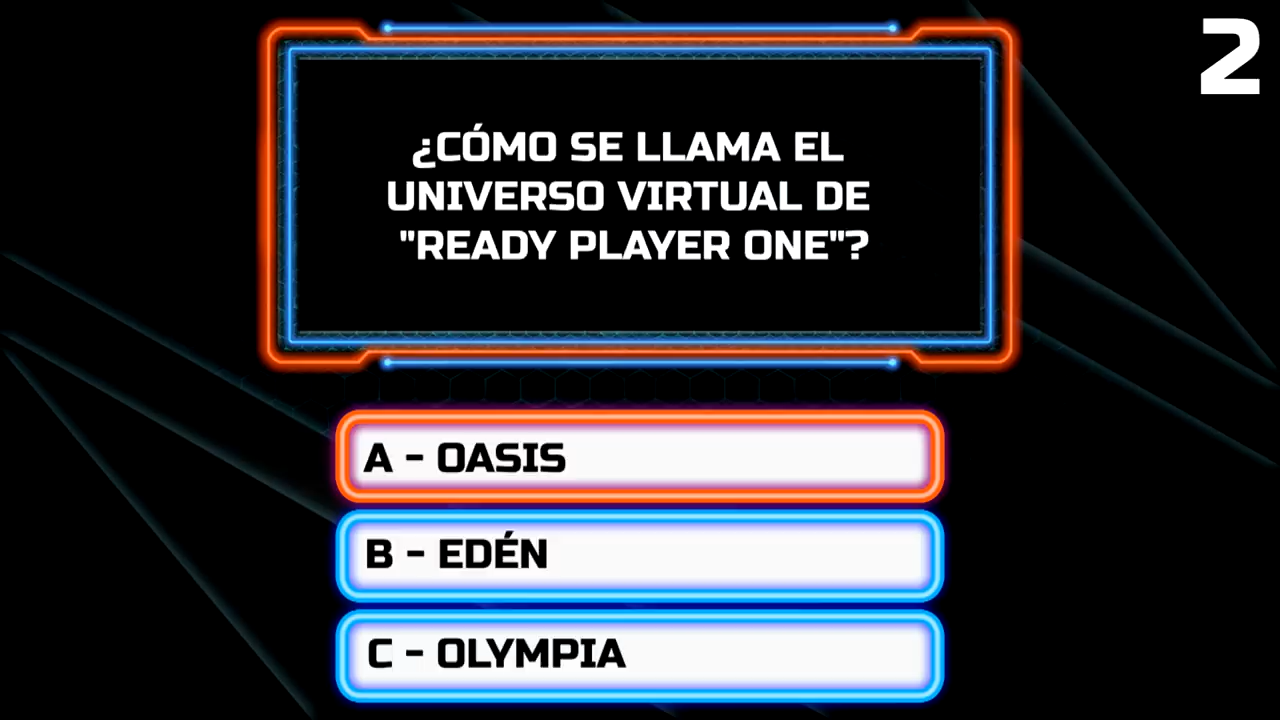 2
¿CÓMO SE LLAMA EL
UNIVERSO VIRTUAL DE
"READY PLAYER ONE"?
A - OASIS
B - EDÉN
C - OLYMPIA